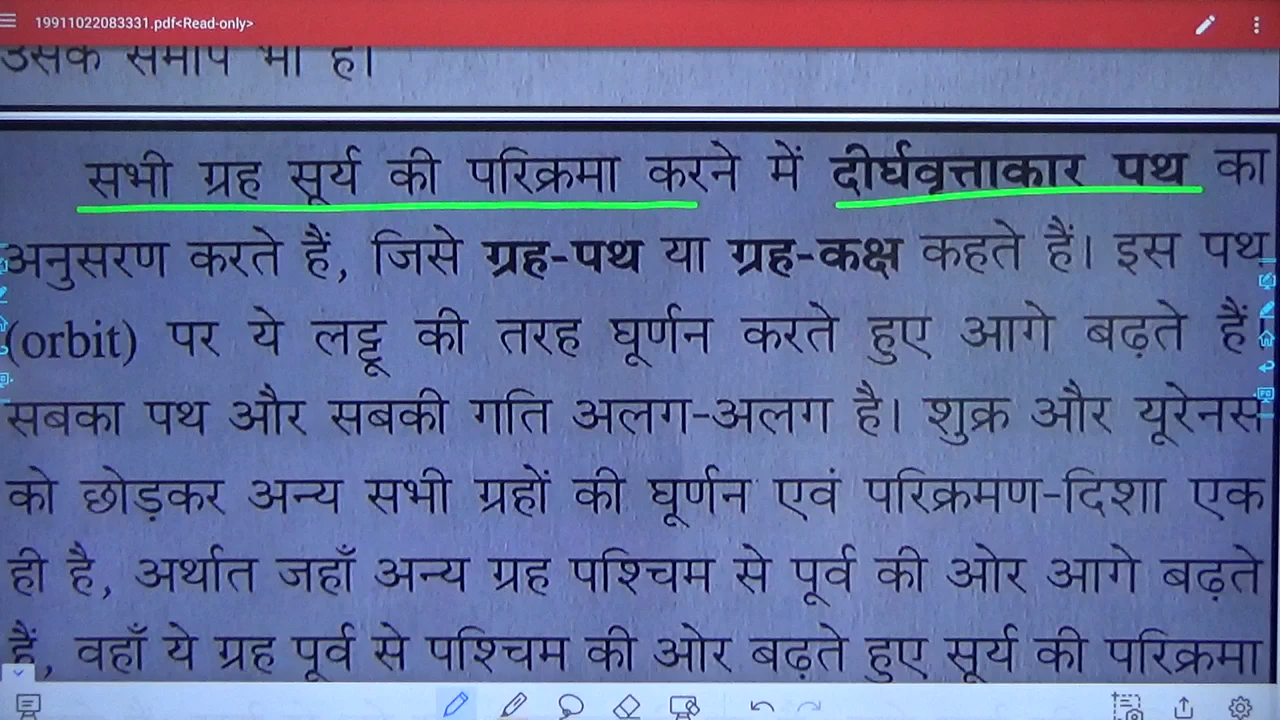 19911022083331.pdf<Read-only>
उसके समीप भी है।
सभी ग्रह सूर्य की परिक्रमा करने में दीर्घवृत्ताकार पथ का
अनुसरण करते हैं, जिसे ग्रह-पथ या ग्रह-कक्ष कहते हैं। इस पथ
(orbit) पर ये लट्टू की तरह घूर्णन करते हुए आगे बढ़ते हैं
सबका पथ और सबकी गति अलग-अलग है। शुक्र और यूरेनस
को छोड़कर अन्य सभी ग्रहों की घूर्णन एवं परिक्रमण-दिशा एक
ही है, अर्थात जहाँ अन्य ग्रह पश्चिम से पूर्व की ओर आगे बढ़ते
हैं, वहाँ ये ग्रह पूर्व से पश्चिम की ओर बढ़ते हुए सूर्य की परिक्रमा